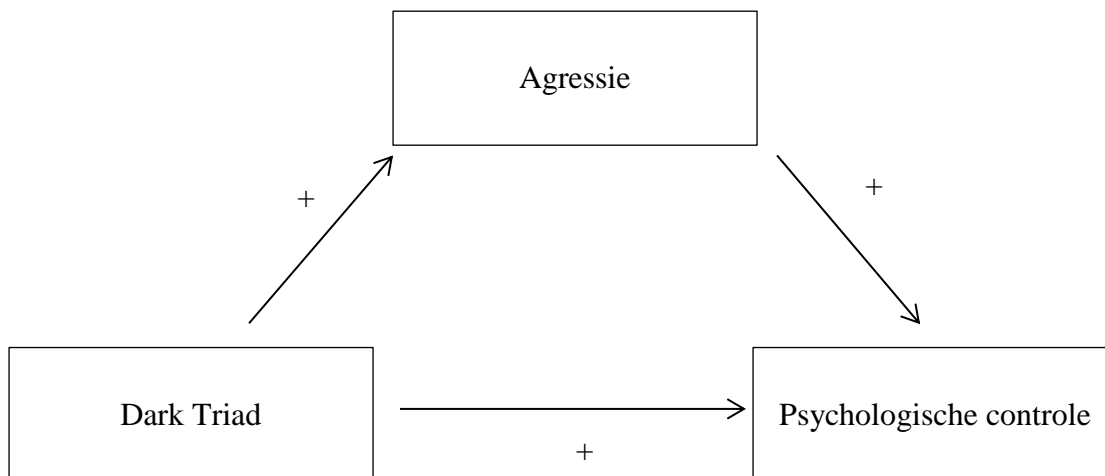 Agressie
+
+
Dark Triad
Psychologische controle
+